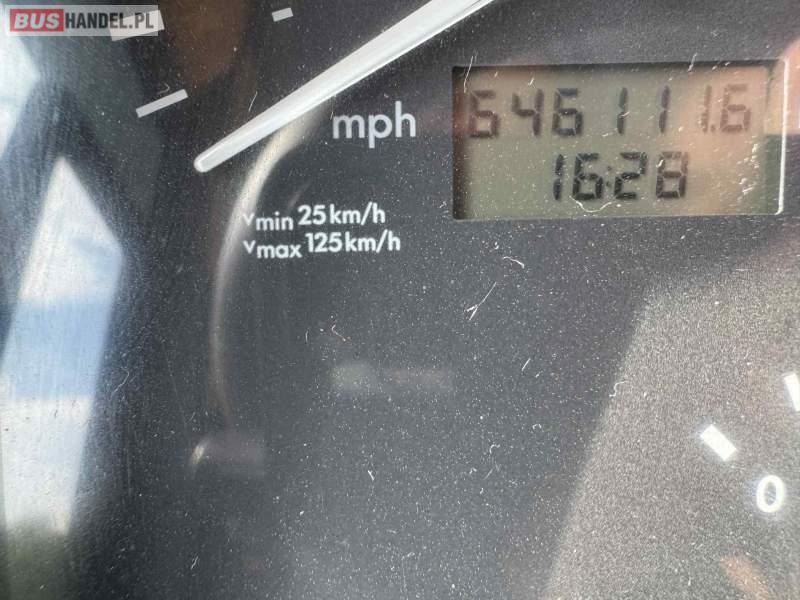 BUSHANDEL.PL
mph
646111.6
16:28
vmin 25km/h
vmax 125km/h
0